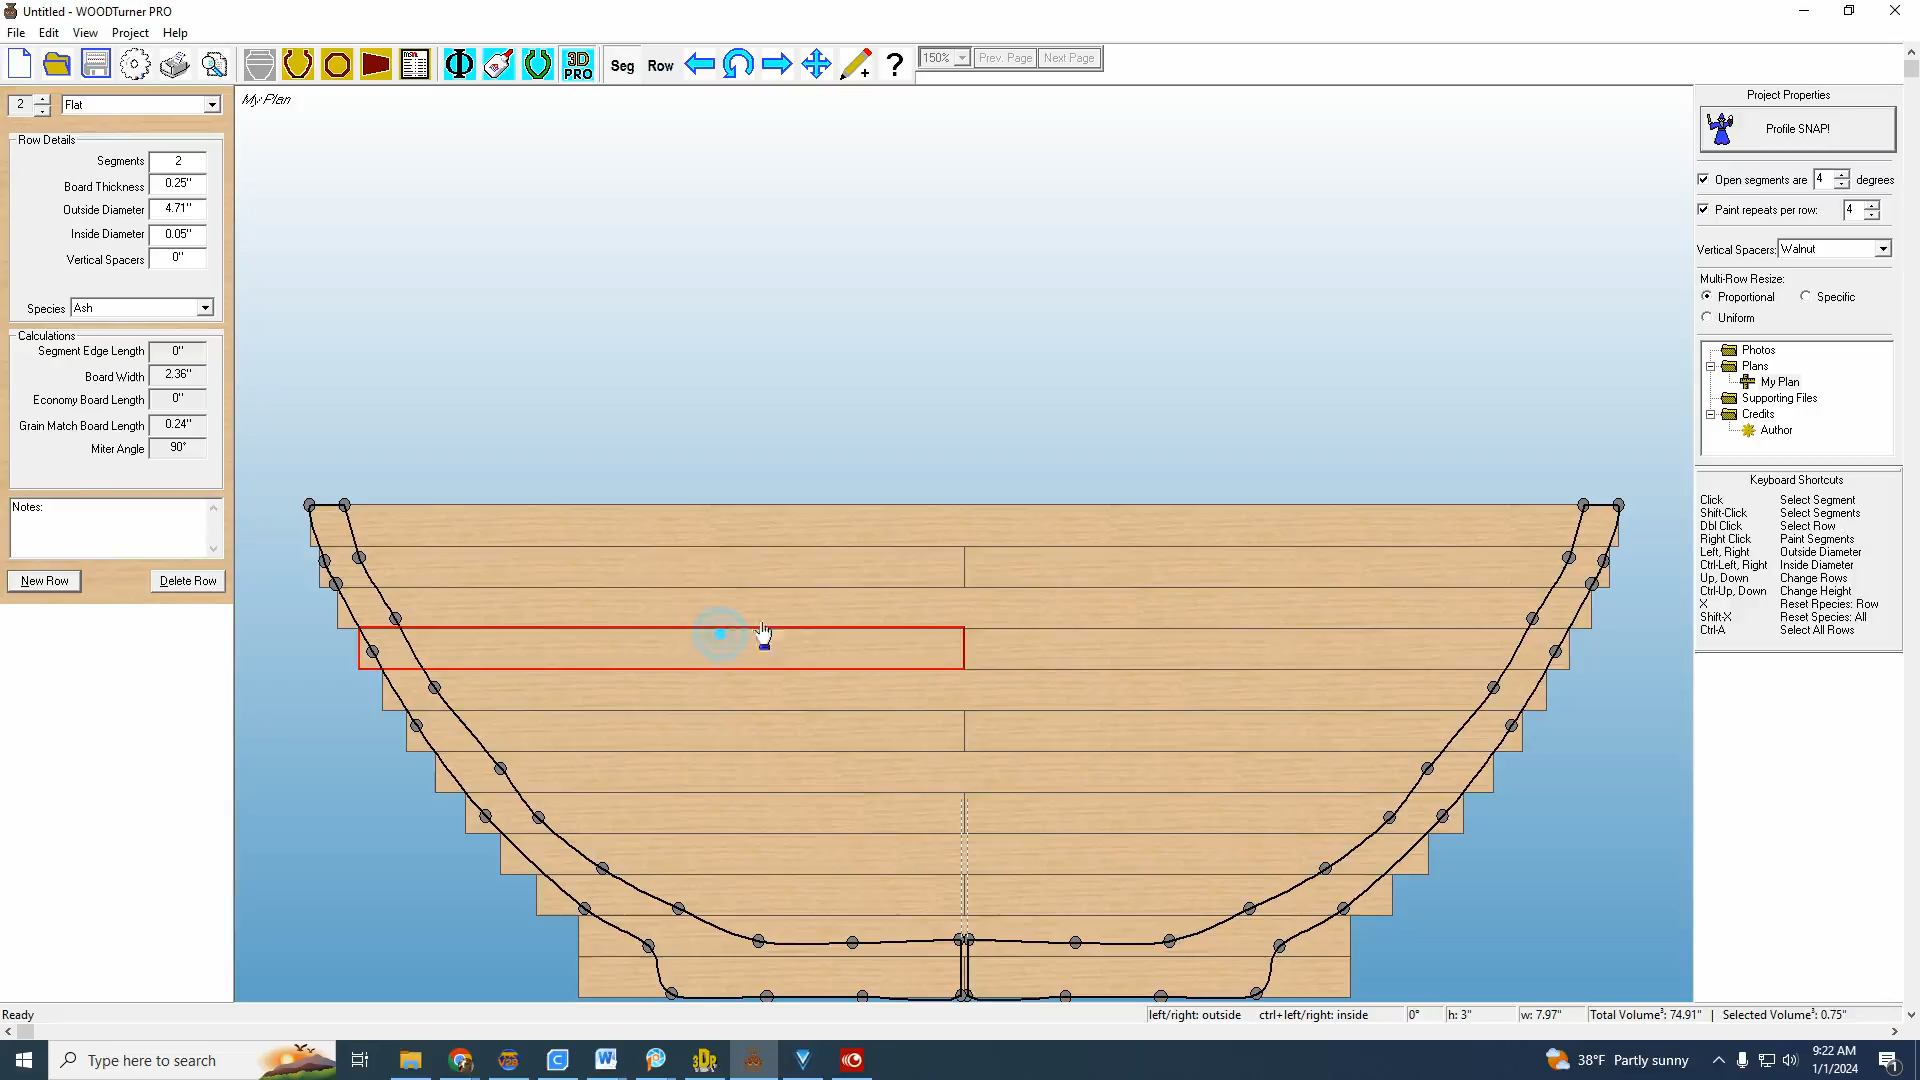 Untitled - WOODTurner PRO
File Edit View Project Help
3D PRO Seg Row 150% Prev. Page Next Page
2 Flat
My Plan
Row Details
Segments 2
Board Thickness 0.25"
Outside Diameter 4.71"
Inside Diameter 0.05"
Vertical Spacers 0"
Species Ash
Calculations
Segment Edge Length 0"
Board Width 2.36"
Economy Board Length 0"
Grain Match Board Length 0.24"
Miter Angle 90°
Notes:
New Row Delete Row
Project Properties
Profile SNAP!
Open segments are 4 degrees
Paint repeats per row: 4
Vertical Spacers: Walnut
Multi-Row Resize:
Proportional Specific
Uniform
Photos
Plans
My Plan
Supporting Files
Credits
Author
Keyboard Shortcuts
Click Select Segment
Shift-Click Select Segments
Dbl Click Select Row
Right Click Paint Segments
Left, Right Outside Diameter
Ctrl-Left, Right Inside Diameter
Up, Down Change Rows
Ctrl-Up, Down Change Height
X Reset Rpecies: Row
Shift-X Reset Species: All
Ctrl-A Select All Rows
Ready left/right: outside ctrl+left/right: inside 0° h: 3" w: 7.97" Total Volume³: 74.91" | Selected Volume³: 0.75"
Type here to search 38°F Partly sunny 9:22 AM
1/1/2024